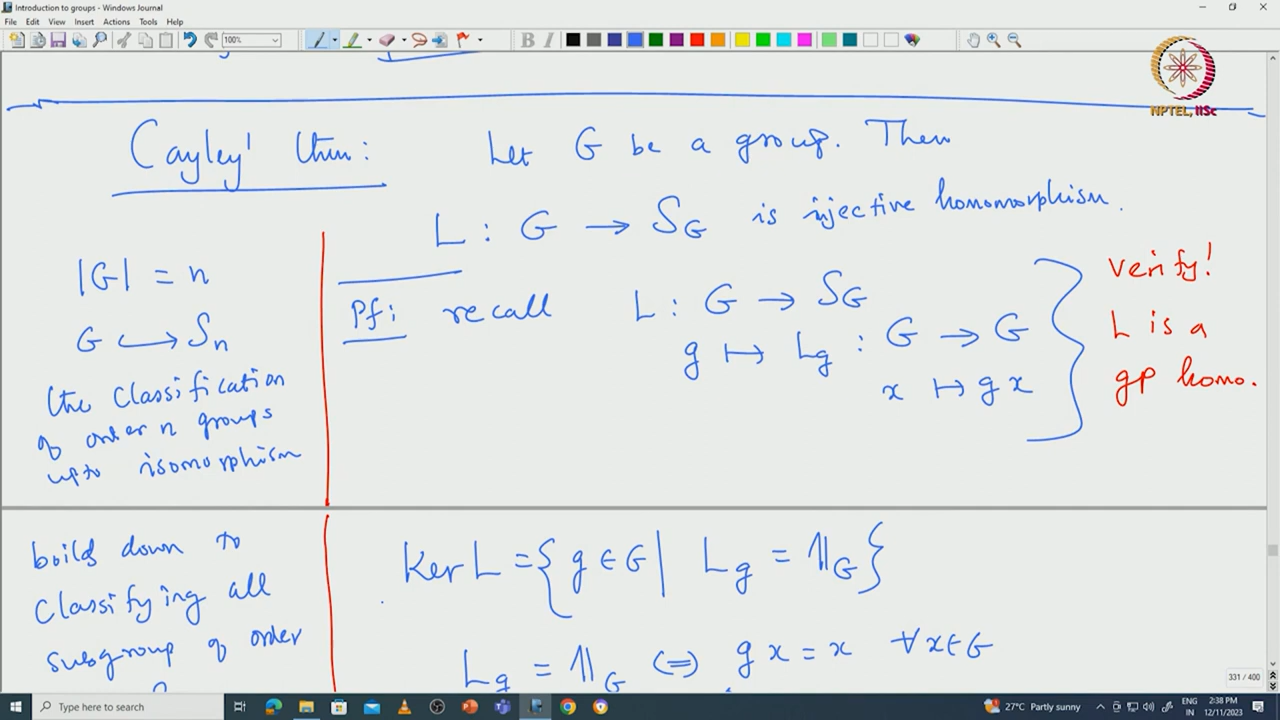 Introduction to groups - Windows Journal
File Edit View Insert Actions Tools Help
100%
B I
NPTEL, IISc
Cayley' thm: Let G be a group. Then
L : G → S_G is injective homomorphism.
|G| = n
G ↪ S_n
the classification
of order n groups
upto isomorphism
boils down to
classifying all
subgroup of order
Pf: recall L : G → S_G
g ↦ L_g : G → G
x ↦ gx
verify!
L is a
gp homo.
Ker L = { g ∈ G | L_g = 𝟙_G }
L_g = 𝟙_G ⇔ gx = x ∀x∈G
331 / 400
Type here to search
27°C Partly sunny
ENG
IN
2:38 PM
12/11/2023